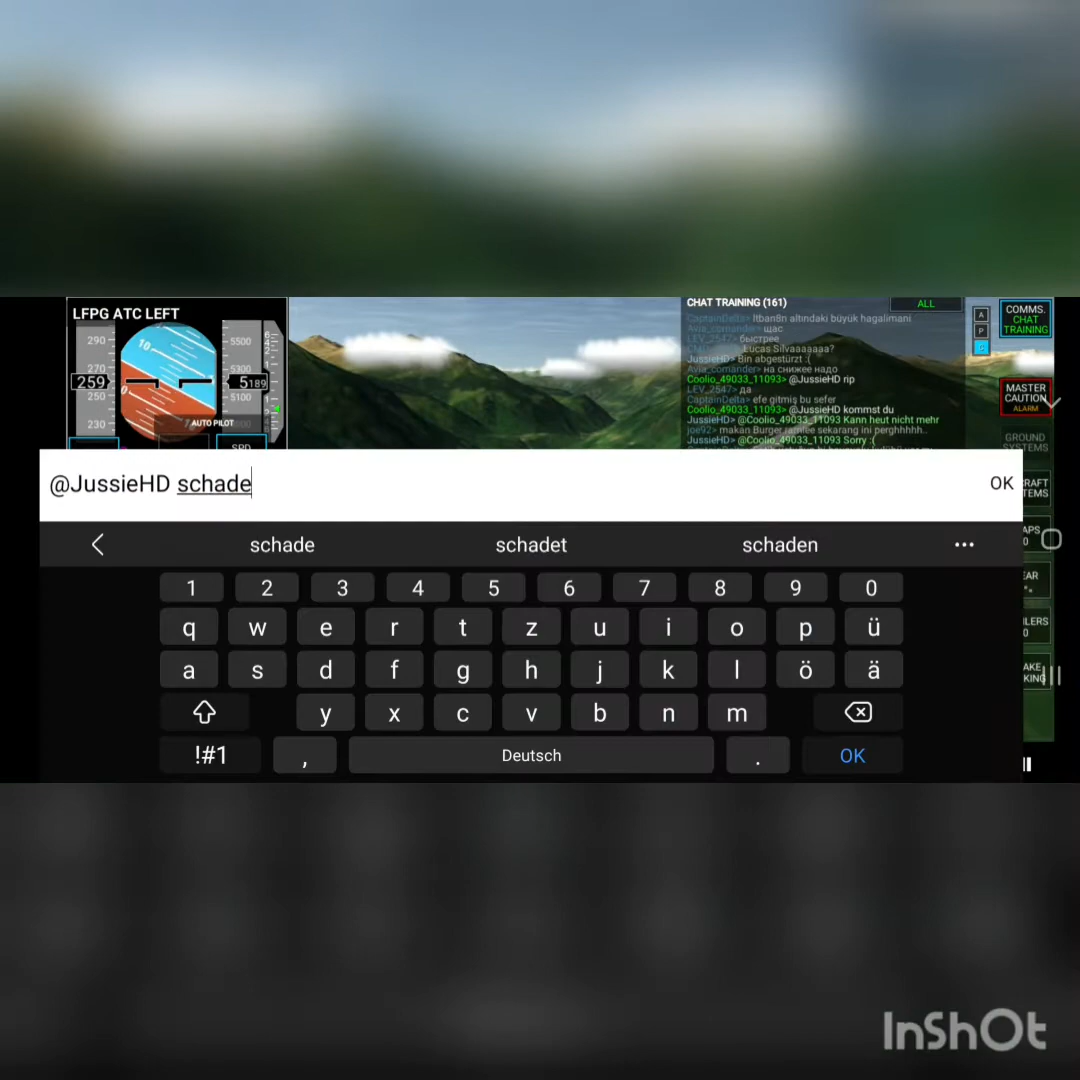 LFPG ATC LEFT
290
270
259
250
230
10
5500
5300
5189
5100
AUTO PILOT
SPD
CHAT TRAINING (161)
ALL
CaptainDelta> Itban8n altındaki büyük hagalimani
Avia_comander> щас
LEV_2547> быстрее
Lucas Silvaaaaaaa?
JussieHD> Bin abgestürzt :(
Avia_comander> на снижее надо
Coolio_49033_11093> @JussieHD rip
LEV_2547> да
CaptainDelta> efe gitmiş bu sefer
Coolio_49033_11093> @JussieHD kommst du
JussieHD> @Coolio_49033_11093 Kann heut nicht mehr
joe92> makan Burger ramlee sekarang ini perghhhhh..
JussieHD> @Coolio_49033_11093 Sorry :(
A
P
C
COMMS.
CHAT
TRAINING
MASTER
CAUTION
ALARM
GROUND
SYSTEMS
@JussieHD schade
OK
schade schadet schaden
1 2 3 4 5 6 7 8 9 0
q w e r t z u i o p ü
a s d f g h j k l ö ä
y x c v b n m
!#1 , Deutsch . OK
InShOt